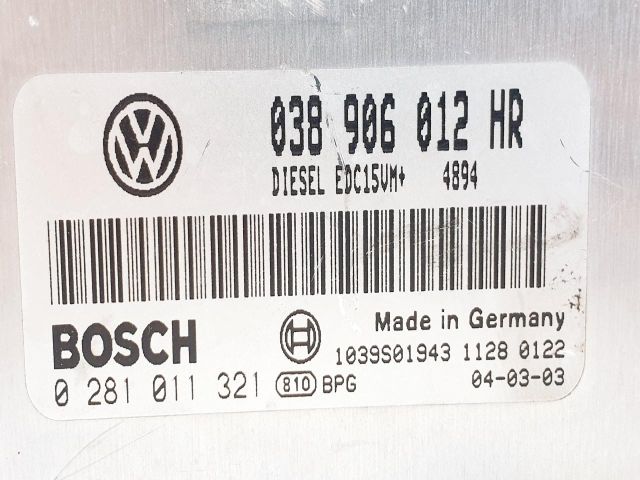 038 906 012 HR
DIESEL EDC15VM+ 4894
BOSCH
Made in Germany
1039S01943 1128 0122
0 281 011 321 810 BPG 04-03-03